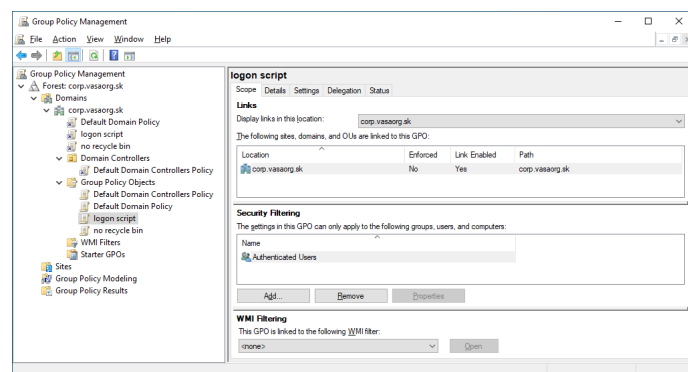 Group Policy Management
File Action View Window Help
Group Policy Management
Forest: corp.vasaorg.sk
Domains
corp.vasaorg.sk
Default Domain Policy
logon script
no recycle bin
Domain Controllers
Default Domain Controllers Policy
Group Policy Objects
Default Domain Controllers Policy
Default Domain Policy
logon script
no recycle bin
WMI Filters
Starter GPOs
Sites
Group Policy Modeling
Group Policy Results
logon script
Scope Details Settings Delegation Status
Links
Display links in this location: corp.vasaorg.sk
The following sites, domains, and OUs are linked to this GPO:
Location Enforced Link Enabled Path
corp.vasaorg.sk No Yes corp.vasaorg.sk
Security Filtering
The settings in this GPO can only apply to the following groups, users, and computers:
Name
Authenticated Users
Add... Remove Properties
WMI Filtering
This GPO is linked to the following WMI filter:
<none> Open